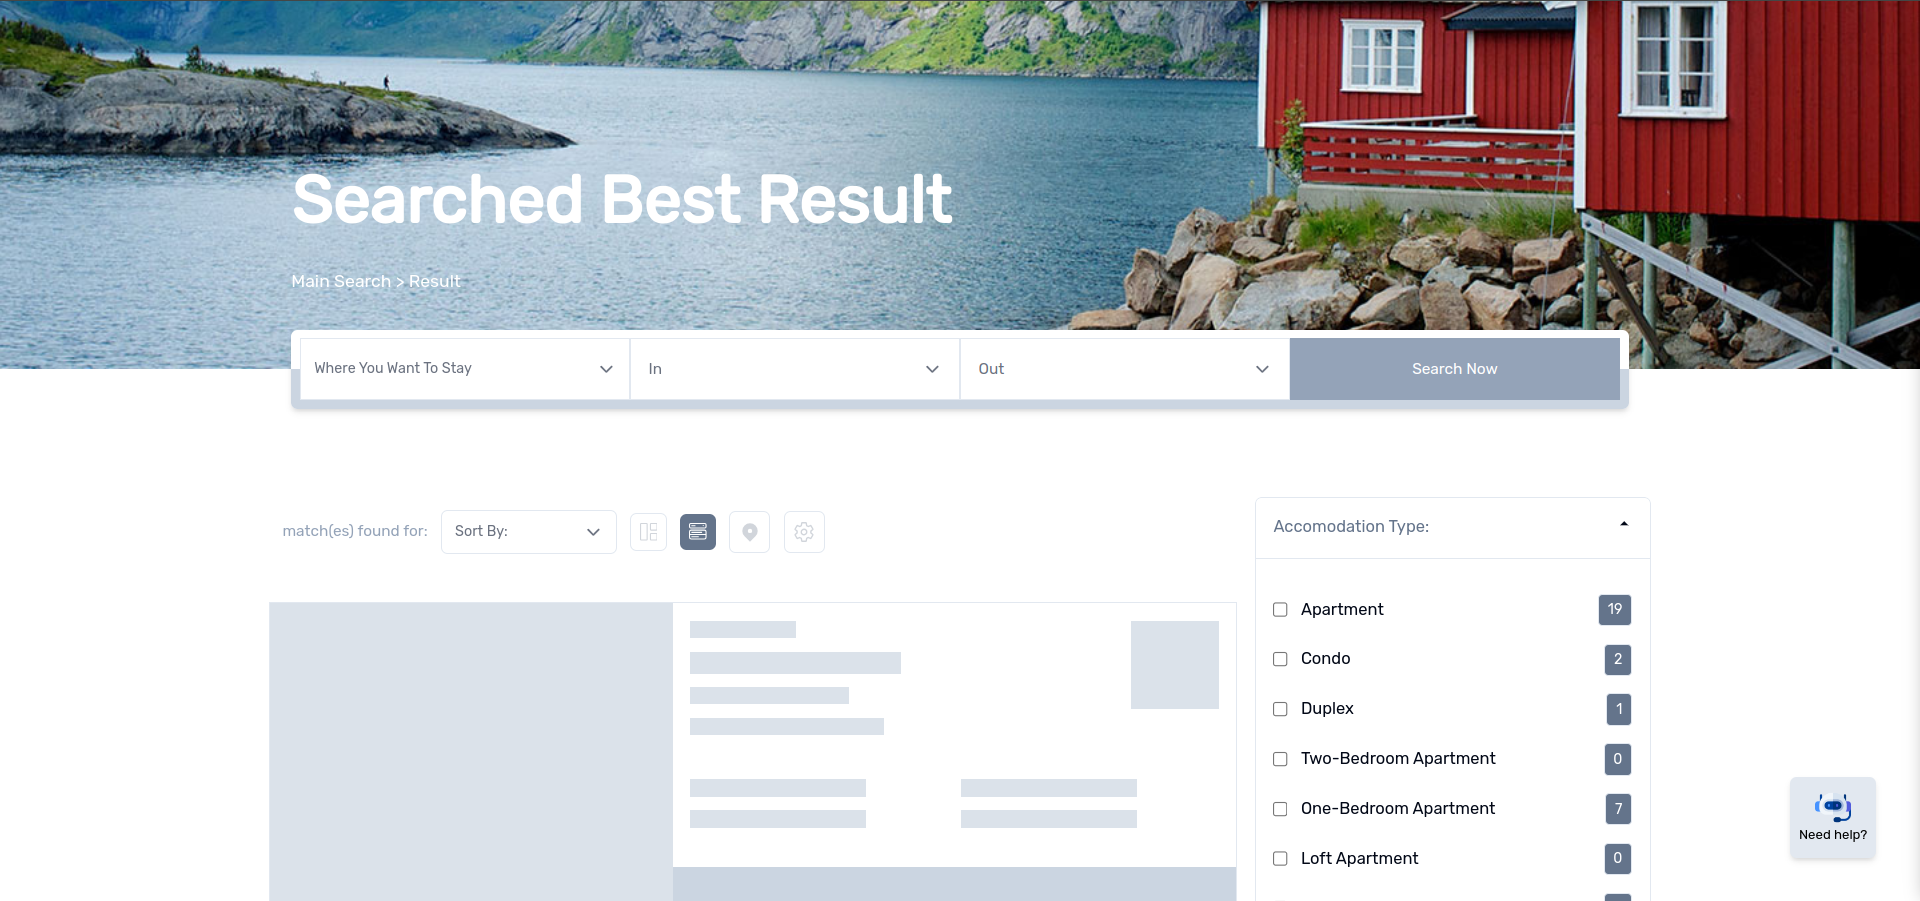 Searched Best Result
Main Search > Result
Where You Want To Stay
In
Out
Search Now
match(es) found for:
Sort By:
Accomodation Type:
Apartment
19
Condo
2
Duplex
1
Two-Bedroom Apartment
0
One-Bedroom Apartment
7
Loft Apartment
0
Need help?